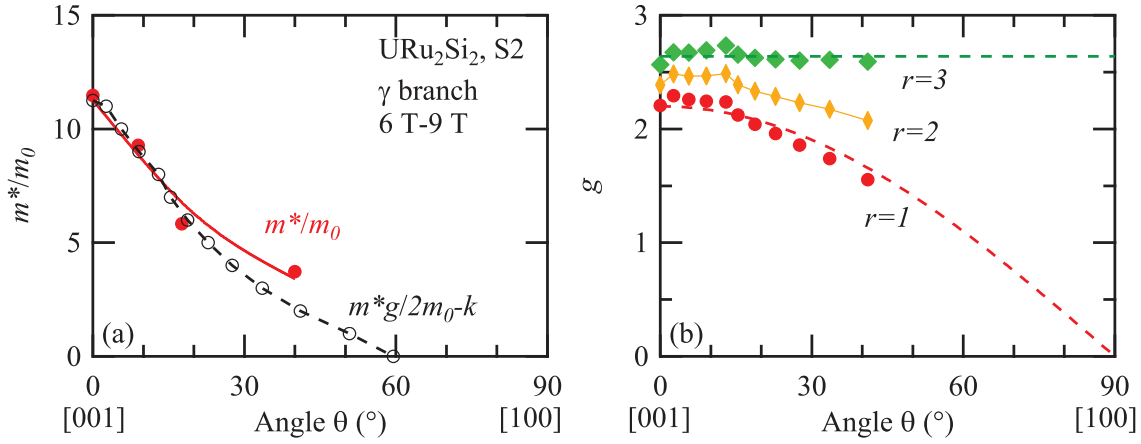 15
10
5
0
m*/m0
URu2Si2, S2
γ branch
6 T-9 T
m*/m0
m*g/2m0-k
(a)
0 30 60 90
[001] Angle θ (°) [100]
3
2
1
0
g
r=3
r=2
r=1
(b)
0 30 60 90
[001] Angle θ (°) [100]